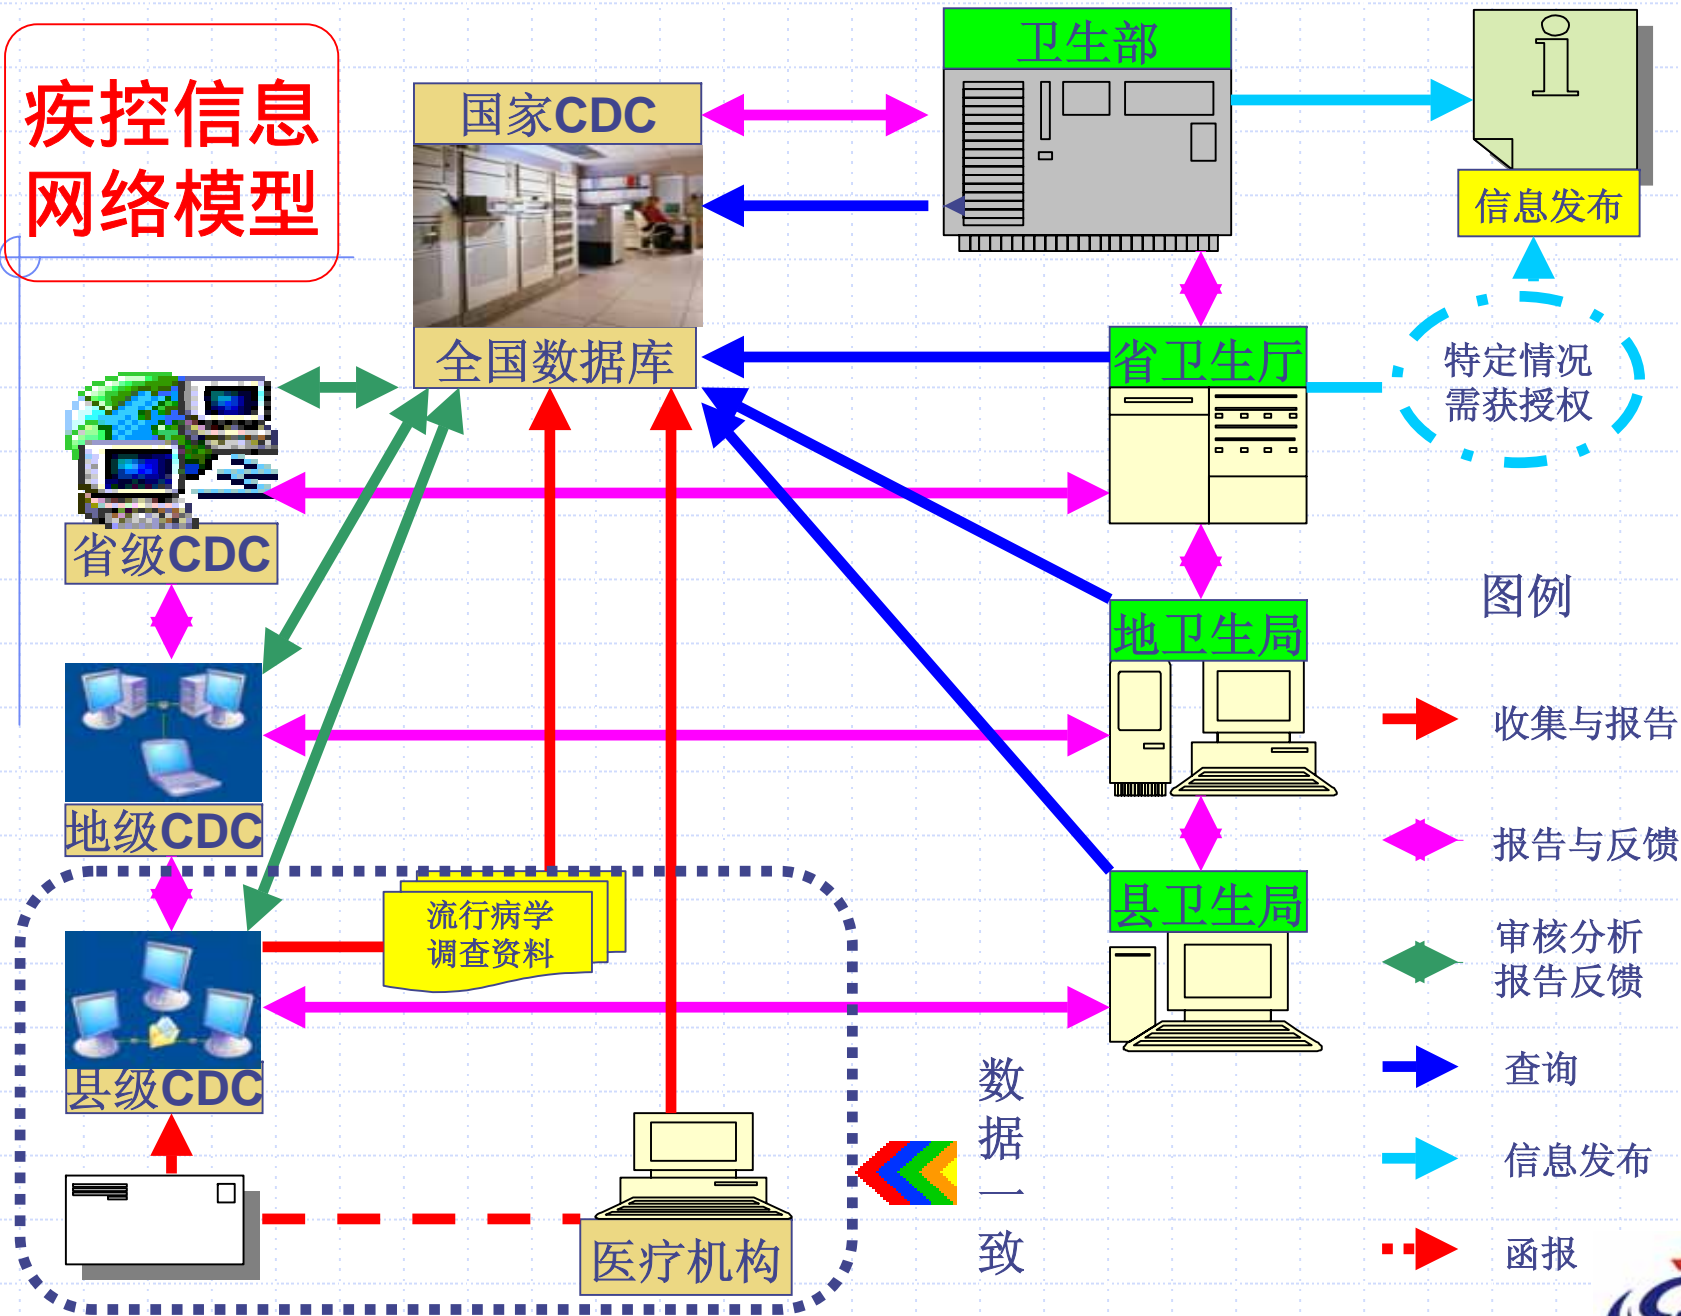 疾控信息
网络模型
国家CDC
卫生部
信息发布
全国数据库
省卫生厅
特定情况
需获授权
省级CDC
图例
地卫生局
收集与报告
地级CDC
报告与反馈
流行病学
调查资料
县卫生局
审核分析
报告反馈
县级CDC
数
据
一
致
查询
信息发布
医疗机构
函报